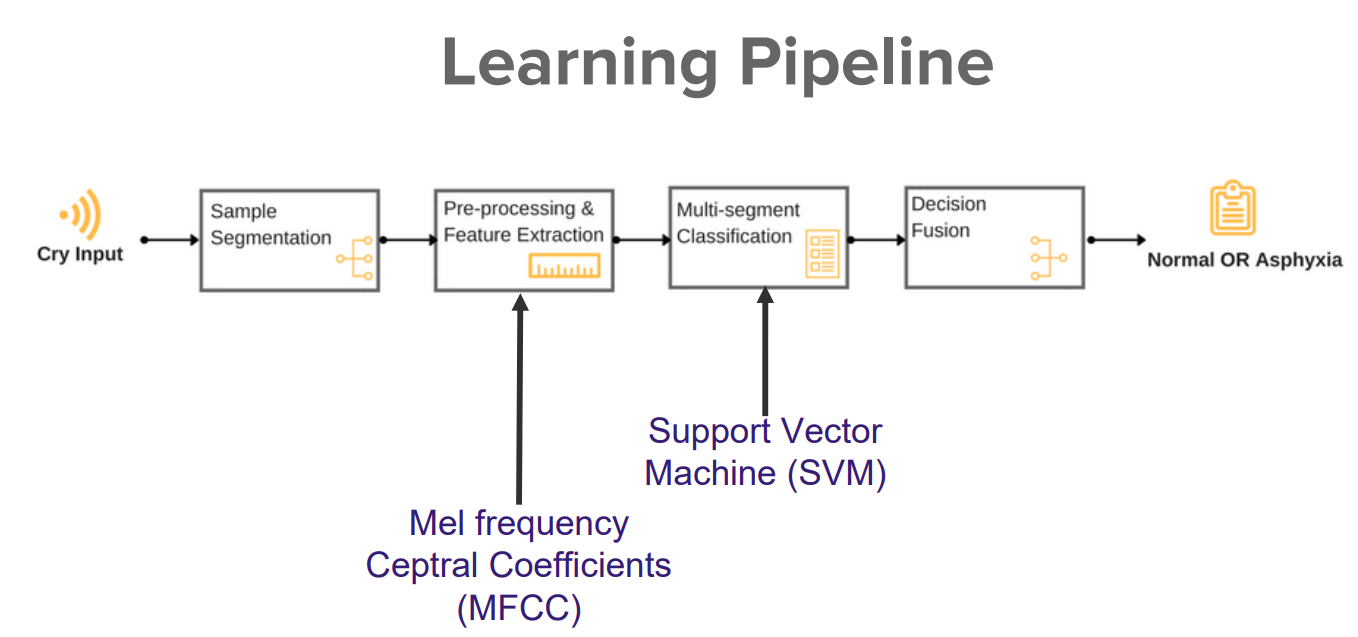 Learning Pipeline
Cry Input
Sample
Segmentation
Pre-processing &
Feature Extraction
Multi-segment
Classification
Decision
Fusion
Normal OR Asphyxia
Support Vector
Machine (SVM)
Mel frequency
Ceptral Coefficients
(MFCC)